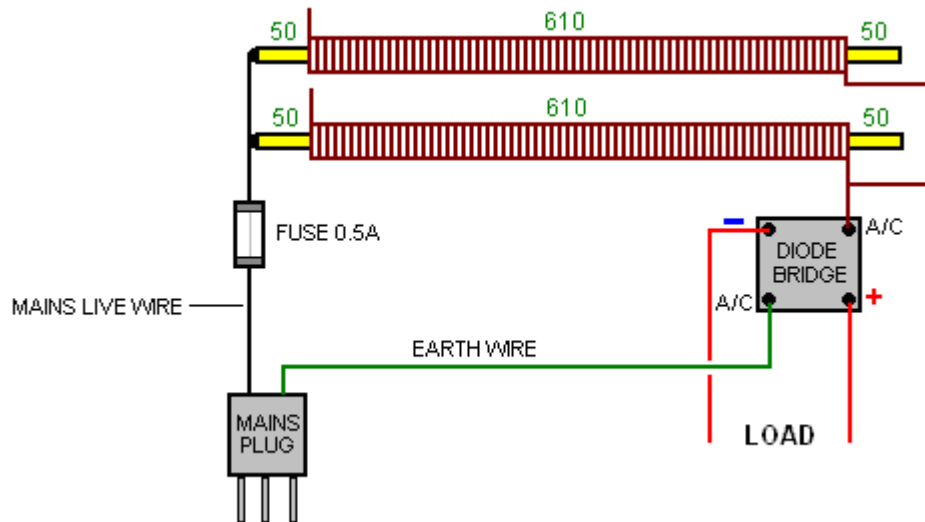 610
50
50
610
50
50
FUSE 0.5A
MAINS LIVE WIRE
EARTH WIRE
MAINS
PLUG
–
A/C
DIODE
BRIDGE
A/C
+
LOAD